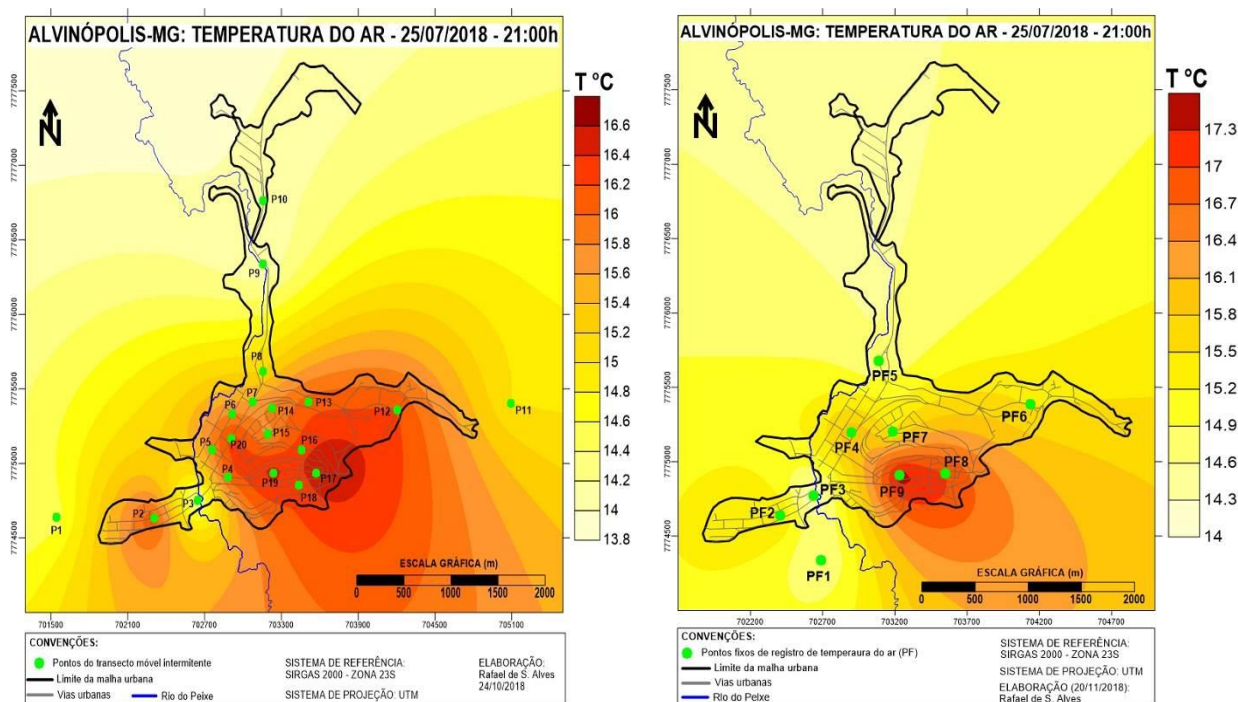 ALVINÓPOLIS-MG: TEMPERATURA DO AR - 25/07/2018 - 21:00h
T ºC
N
7777500
7777000
7776500
7776000
7775500
7775000
7774500
16.6
16.4
16.2
16
15.8
15.6
15.4
15.2
15
14.8
14.6
14.4
14.2
14
13.8
P10
P9
P8
P7
P13
P6
P14
P12
P11
P15
P20
P5
P16
P4
P19
P17
P18
P3
P2
P1
ESCALA GRÁFICA (m)
0 500 1000 1500 2000
701500 702100 702700 703300 703900 704500 705100
CONVENÇÕES:
Pontos do transecto móvel intermitente
Limite da malha urbana
Vias urbanas
Rio do Peixe
SISTEMA DE REFERÊNCIA:
SIRGAS 2000 - ZONA 23S
SISTEMA DE PROJEÇÃO: UTM
ELABORAÇÃO:
Rafael de S. Alves
24/10/2018
ALVINÓPOLIS-MG: TEMPERATURA DO AR - 25/07/2018 - 21:00h
T ºC
N
7777500
7777000
7776500
7776000
7775500
7775000
7774500
17.3
17
16.7
16.4
16.1
15.8
15.5
15.2
14.9
14.6
14.3
14
PF5
PF6
PF4
PF7
PF8
PF9
PF3
PF2
PF1
ESCALA GRÁFICA (m)
0 500 1000 1500 2000
702200 702700 703200 703700 704200 704700
CONVENÇÕES:
Pontos fixos de registro de temperaura do ar (PF)
Limite da malha urbana
Vias urbanas
Rio do Peixe
SISTEMA DE REFERÊNCIA:
SIRGAS 2000 - ZONA 23S
SISTEMA DE PROJEÇÃO: UTM
ELABORAÇÃO (20/11/2018):
Rafael de S. Alves